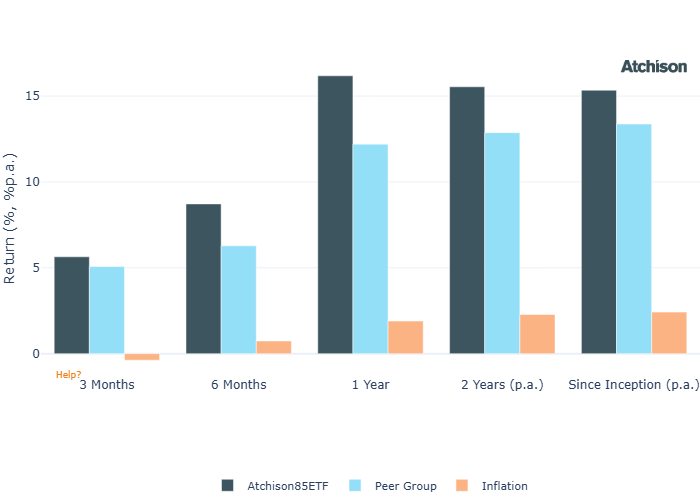 Atchison
15
10
5
0
Return (%, %p.a.)
Help?
3 Months
6 Months
1 Year
2 Years (p.a.)
Since Inception (p.a.)
Atchison85ETF
Peer Group
Inflation